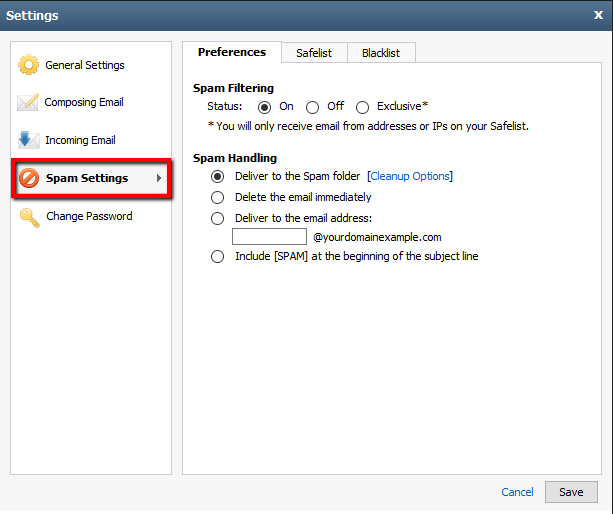 Settings
x
General Settings
Composing Email
Incoming Email
Spam Settings
Change Password
Preferences Safelist Blacklist
Spam Filtering
Status: On Off Exclusive*
* You will only receive email from addresses or IPs on your Safelist.
Spam Handling
Deliver to the Spam folder [Cleanup Options]
Delete the email immediately
Deliver to the email address:
@yourdomainexample.com
Include [SPAM] at the beginning of the subject line
Cancel Save